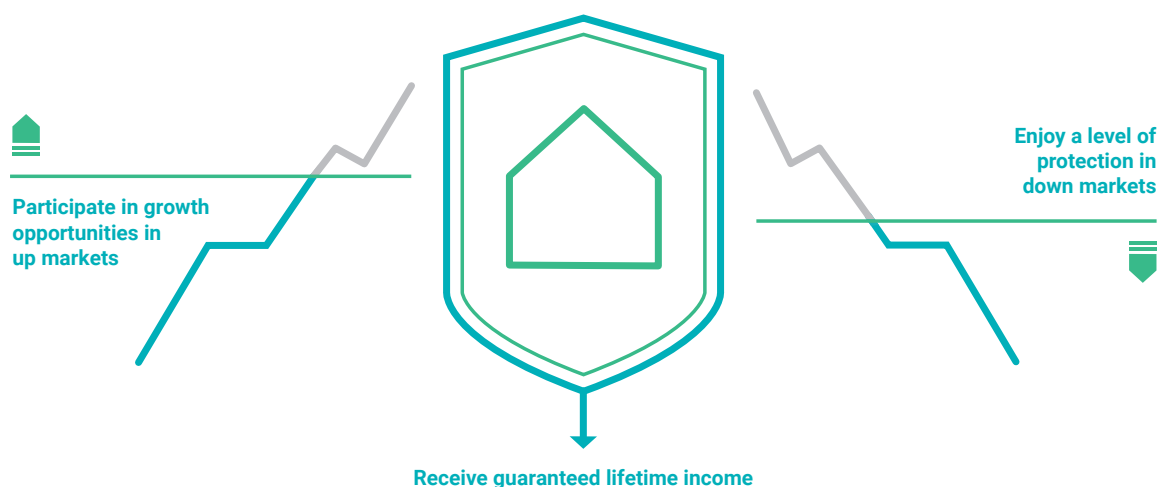 Participate in growth
opportunities in
up markets
Enjoy a level of
protection in
down markets
Receive guaranteed lifetime income